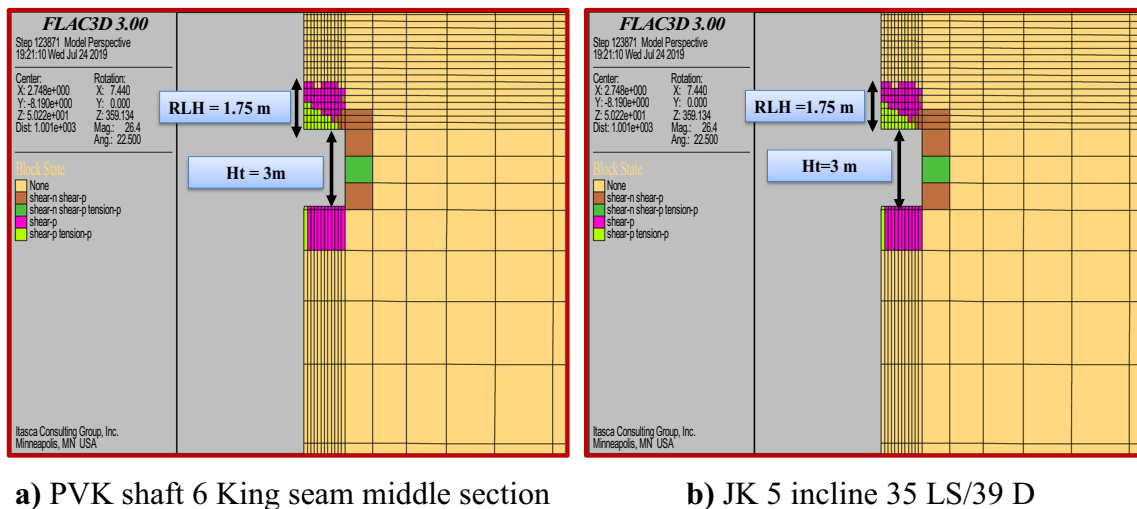 FLAC3D 3.00
Step 123871 Model Perspective
19:21:10 Wed Jul 24 2019
Center:
X: 2.748e+000
Y: -8.190e+000
Z: 5.022e+001
Dist: 1.001e+003
Rotation:
X: 7.440
Y: 0.000
Z: 359.134
Mag.: 26.4
Ang.: 22.500
Block State
None
shear-n shear-p
shear-n shear-p tension-p
shear-p
shear-p tension-p
Itasca Consulting Group, Inc.
Minneapolis, MN USA
RLH = 1.75 m
Ht = 3m
a) PVK shaft 6 King seam middle section
FLAC3D 3.00
Step 123871 Model Perspective
19:21:10 Wed Jul 24 2019
Center:
X: 2.748e+000
Y: -8.190e+000
Z: 5.022e+001
Dist: 1.001e+003
Rotation:
X: 7.440
Y: 0.000
Z: 359.134
Mag.: 26.4
Ang.: 22.500
Block State
None
shear-n shear-p
shear-n shear-p tension-p
shear-p
shear-p tension-p
Itasca Consulting Group, Inc.
Minneapolis, MN USA
RLH =1.75 m
Ht=3 m
b) JK 5 incline 35 LS/39 D